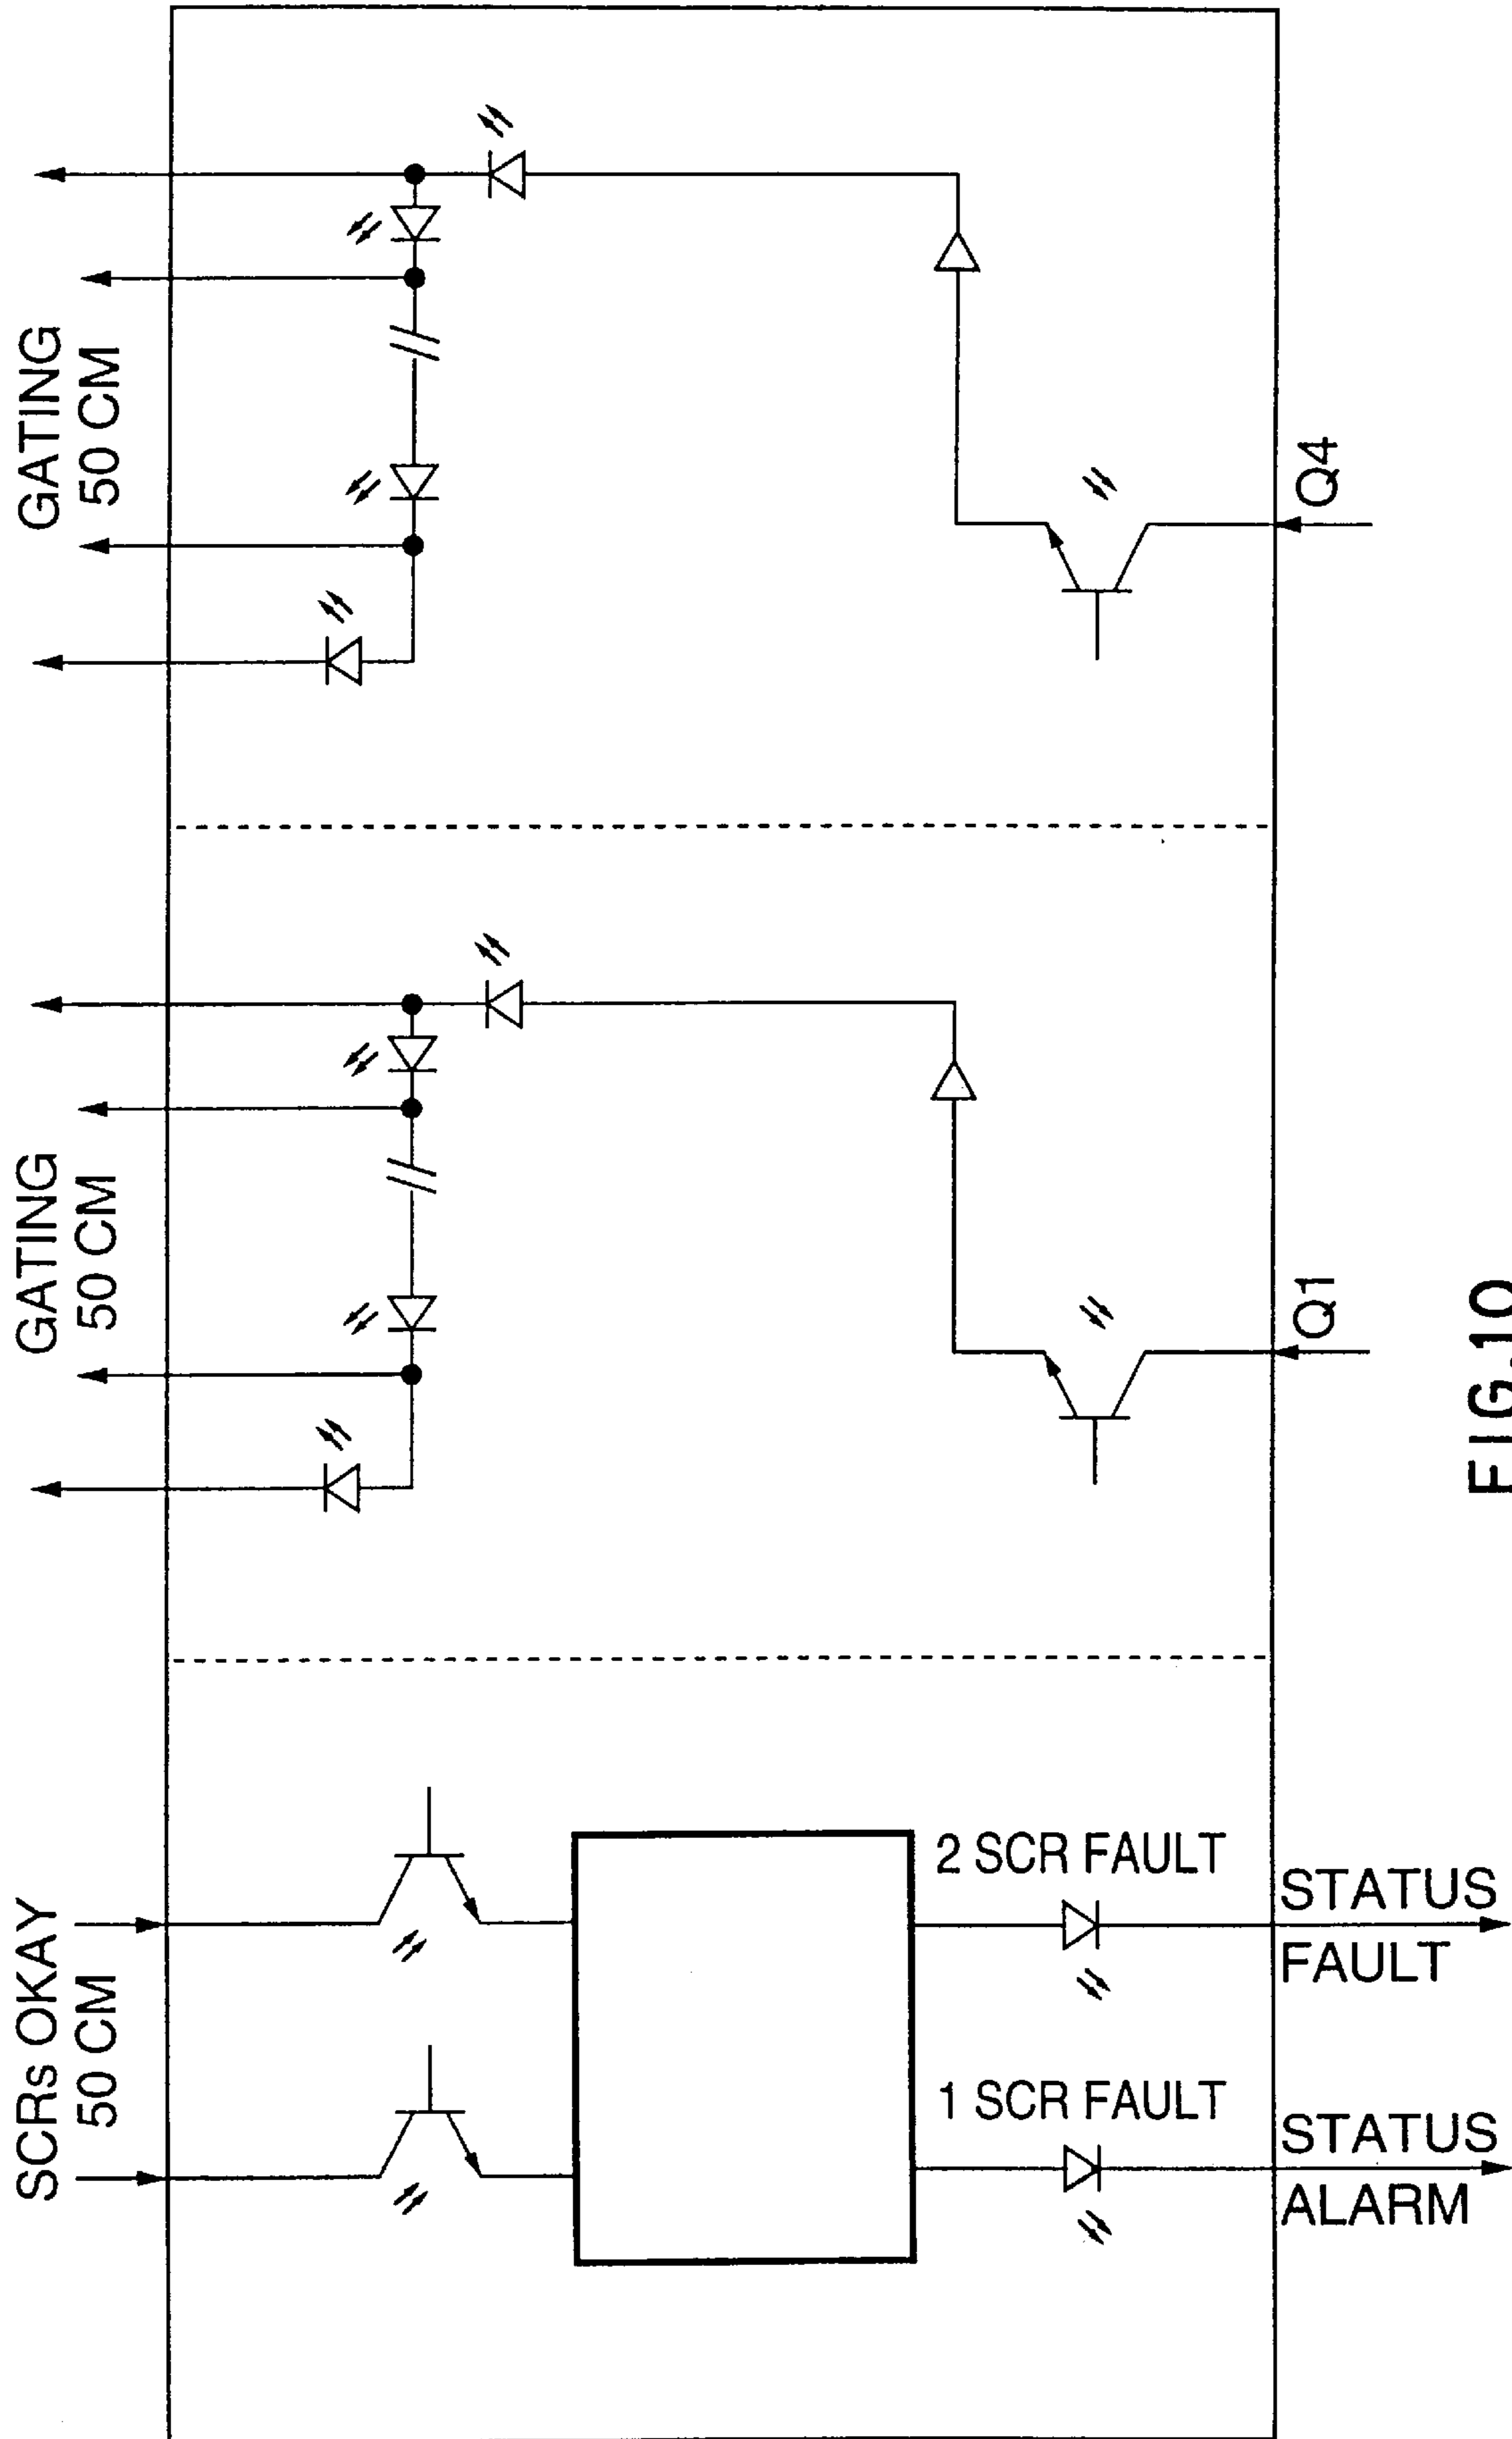 SCRs OKAY
50 CM
GATING
50 CM
GATING
50 CM
2 SCR FAULT
1 SCR FAULT
STATUS
FAULT
STATUS
ALARM
Q1
Q4
FIG.10